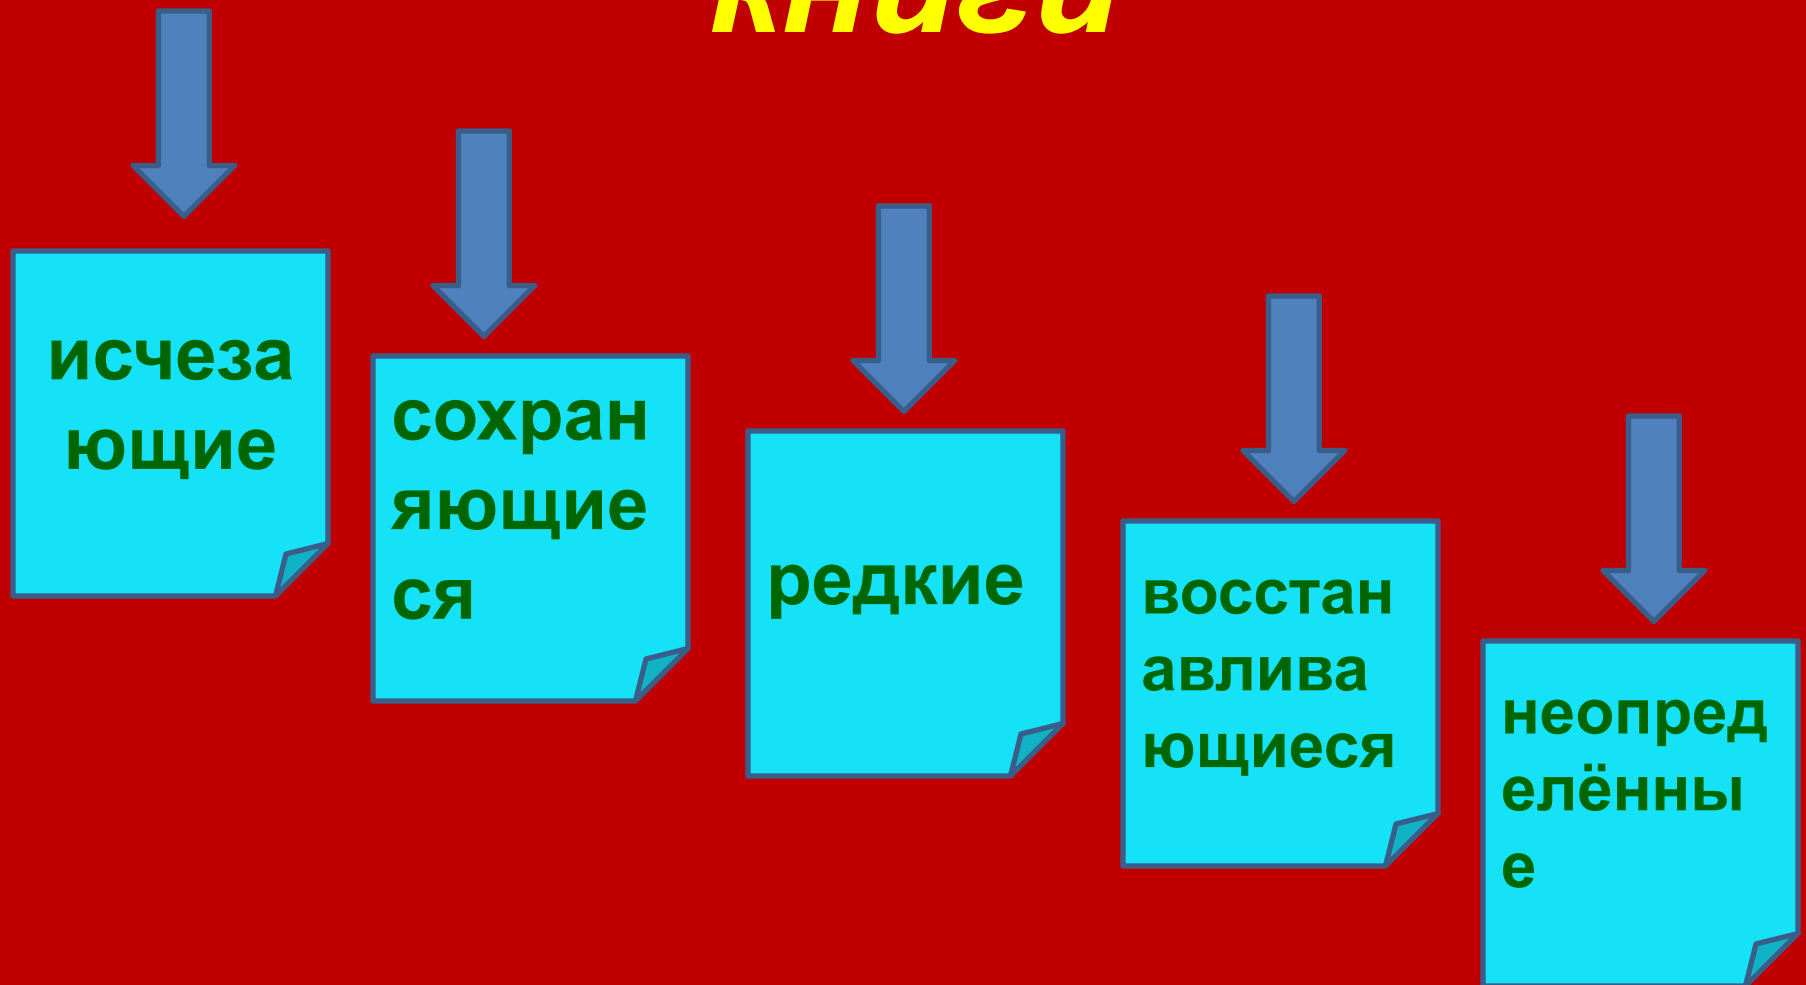 книги
исчеза
ющие
сохран
яющие
ся
редкие
восстан
авлива
ющиеся
неопред
елённы
е